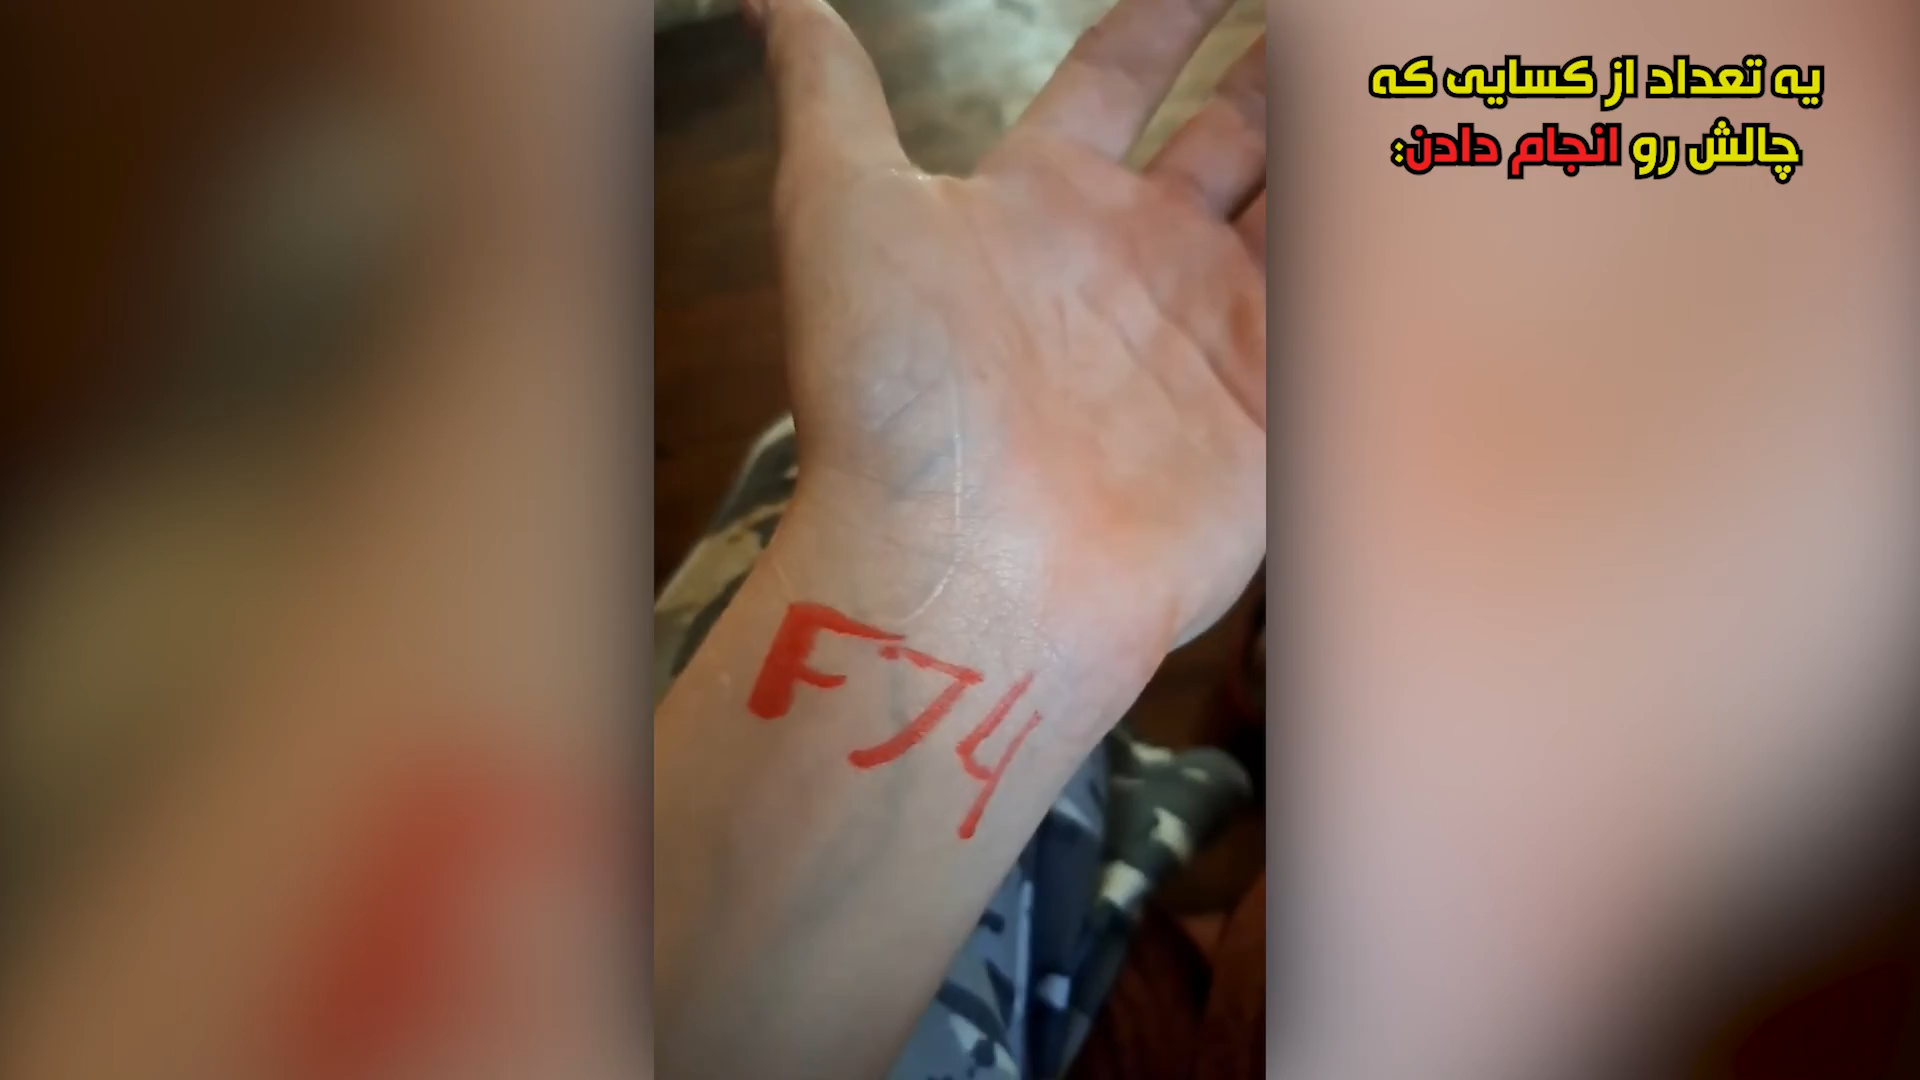 یه تعداد از کسایی که
چالش رو انجام دادن:
F74